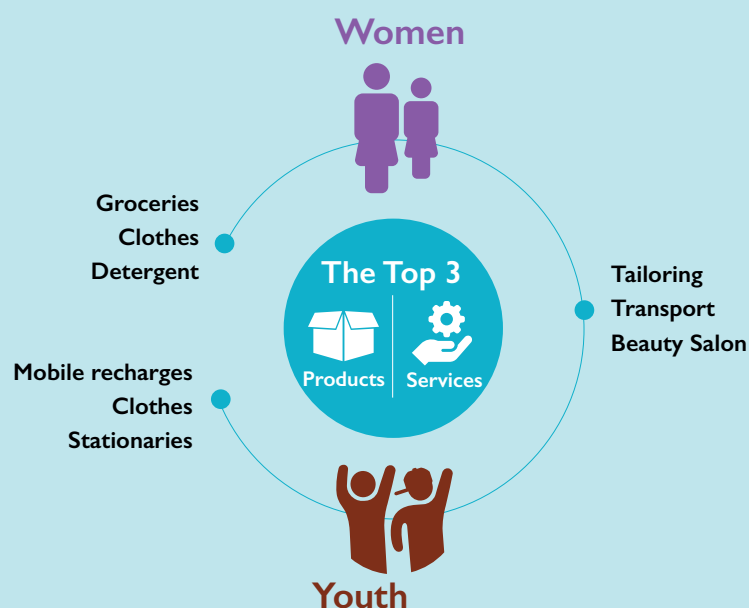 Women
Groceries
Clothes
Detergent
The Top 3
Products
Services
Tailoring
Transport
Beauty Salon
Mobile recharges
Clothes
Stationaries
Youth